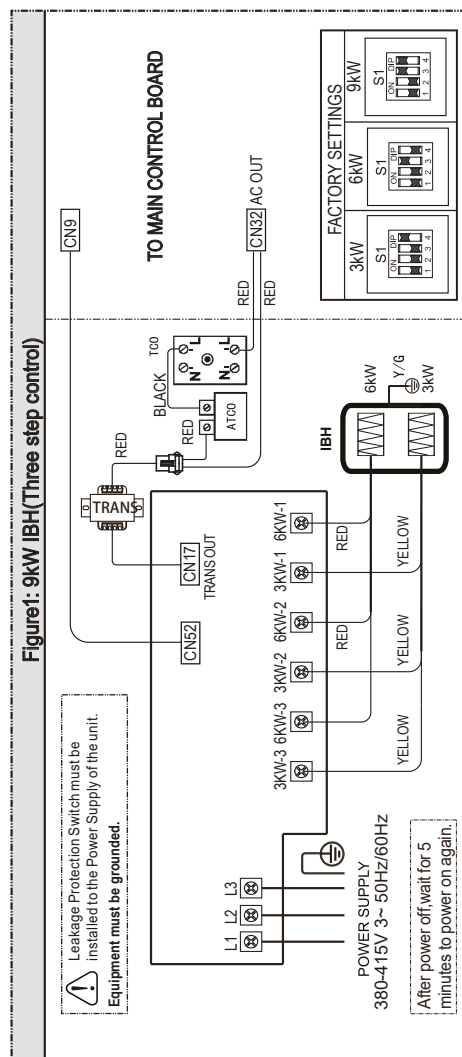 Figure1: 9kW IBH(Three step control)
Leakage Protection Switch must be
installed to the Power Supply of the unit.
Equipment must be grounded.
CN9
TO MAIN CONTROL BOARD
CN32 AC OUT
RED
RED
TCO
N L
N L
BLACK
RED
ATCO
RED
0 TRANS 0
CN17
TRANSOUT
CN52
L1 L2 L3
POWER SUPPLY
380-415V 3~ 50Hz/60Hz
After power off,wait for 5
minutes to power on again.
3KW-3 6KW-3 3KW-2 6KW-2 3KW-1 6KW-1
YELLOW
YELLOW
YELLOW
RED
RED
IBH
6kW
Y/G
3kW
FACTORY SETTINGS
3kW 6kW 9kW
S1
ON DIP
1 2 3 4
S1
ON DIP
1 2 3 4
S1
ON DIP
1 2 3 4